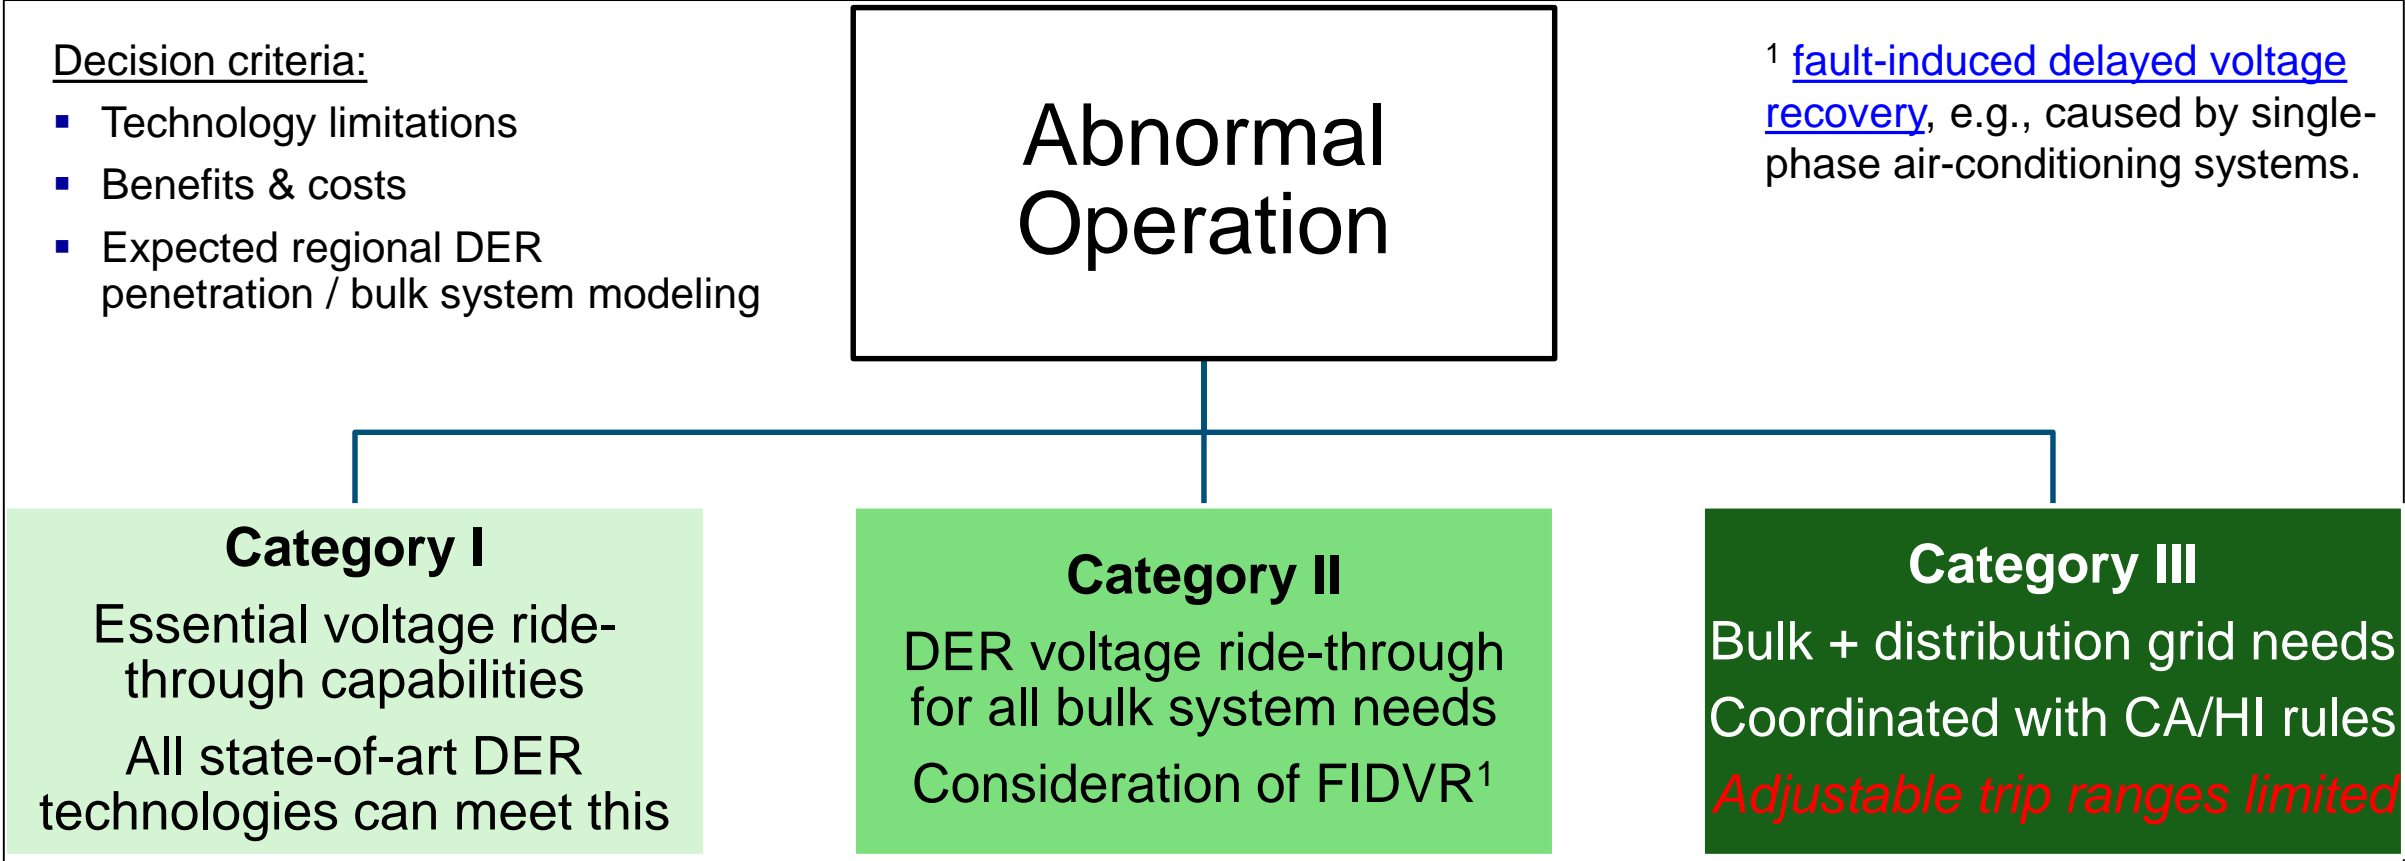 Decision criteria:
▪ Technology limitations
▪ Benefits & costs
▪ Expected regional DER
penetration / bulk system modeling
Abnormal
Operation
¹ fault-induced delayed voltage
recovery, e.g., caused by single-
phase air-conditioning systems.
Category I
Essential voltage ride-
through capabilities
All state-of-art DER
technologies can meet this
Category II
DER voltage ride-through
for all bulk system needs
Consideration of FIDVR¹
Category III
Bulk + distribution grid needs
Coordinated with CA/HI rules
Adjustable trip ranges limited